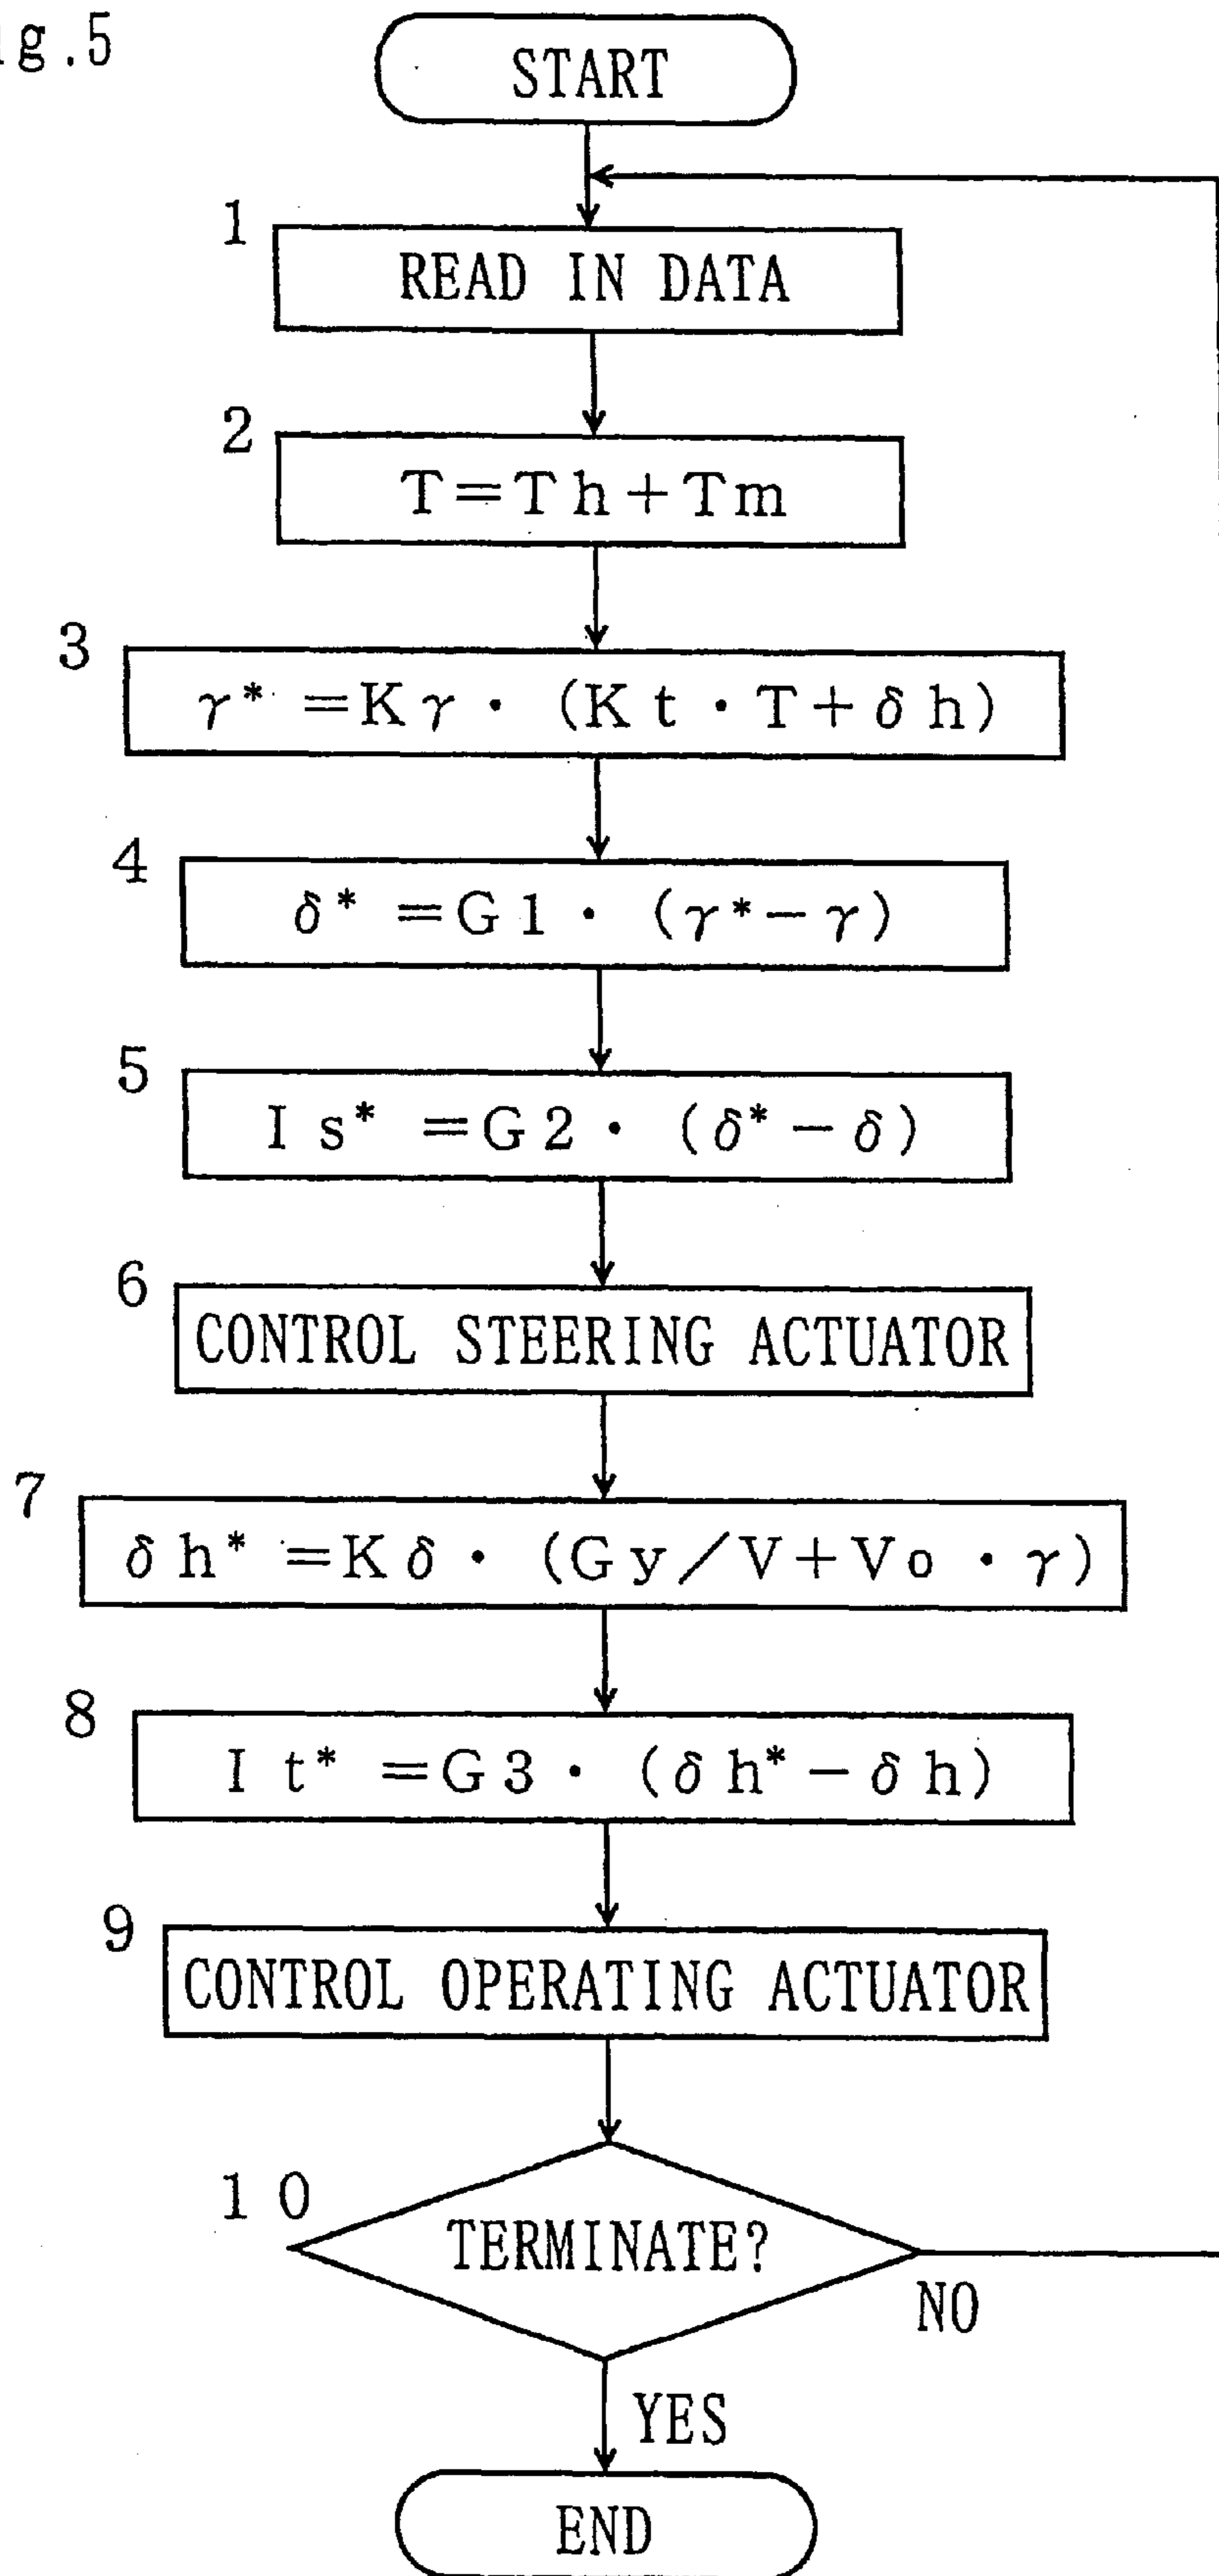 ig.5
START
1
READ IN DATA
2
T=Th+Tm
3
γ* =Kγ・(Kt・T+δh)
4
δ* =G1・(γ*−γ)
5
Is* =G2・(δ*−δ)
6
CONTROL STEERING ACTUATOR
7
δh* =Kδ・(Gy/V+Vo・γ)
8
It* =G3・(δh*−δh)
9
CONTROL OPERATING ACTUATOR
10
TERMINATE?
NO
YES
END